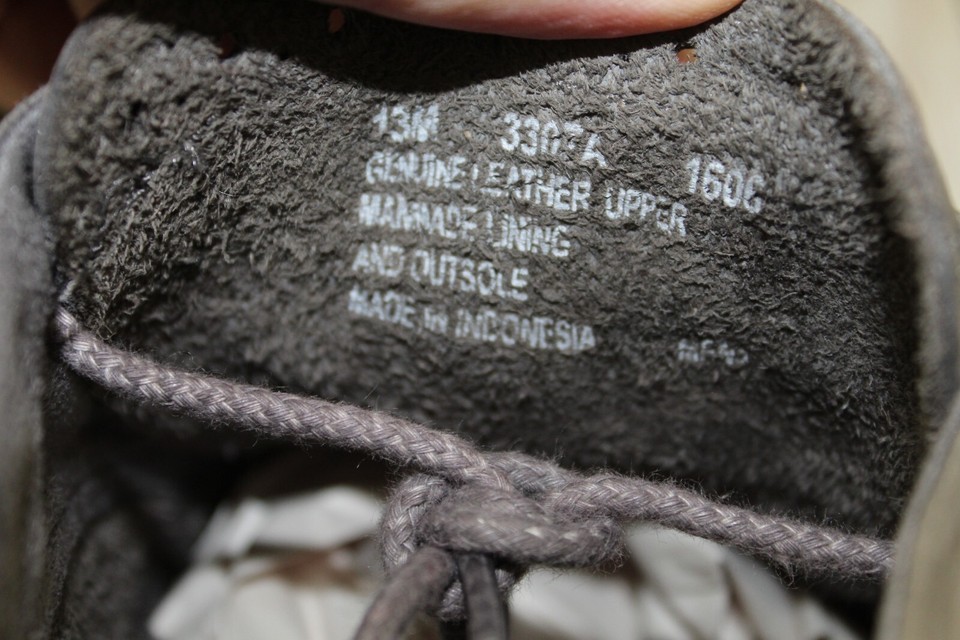 13M 3307A 160C
GENUINE LEATHER UPPER
MANMADE LINING
AND OUTSOLE
MADE IN INDONESIA